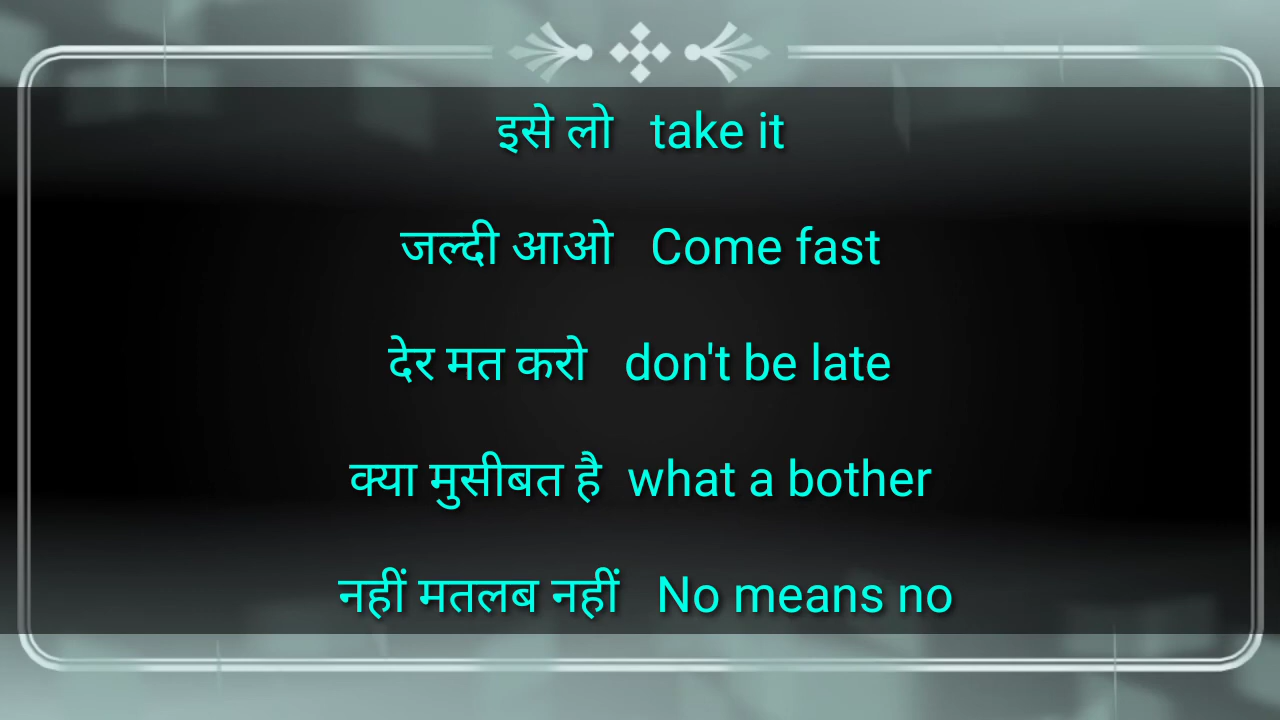 इसे लो take it
जल्दी आओ Come fast
देर मत करो don't be late
क्या मुसीबत है what a bother
नहीं मतलब नहीं No means no